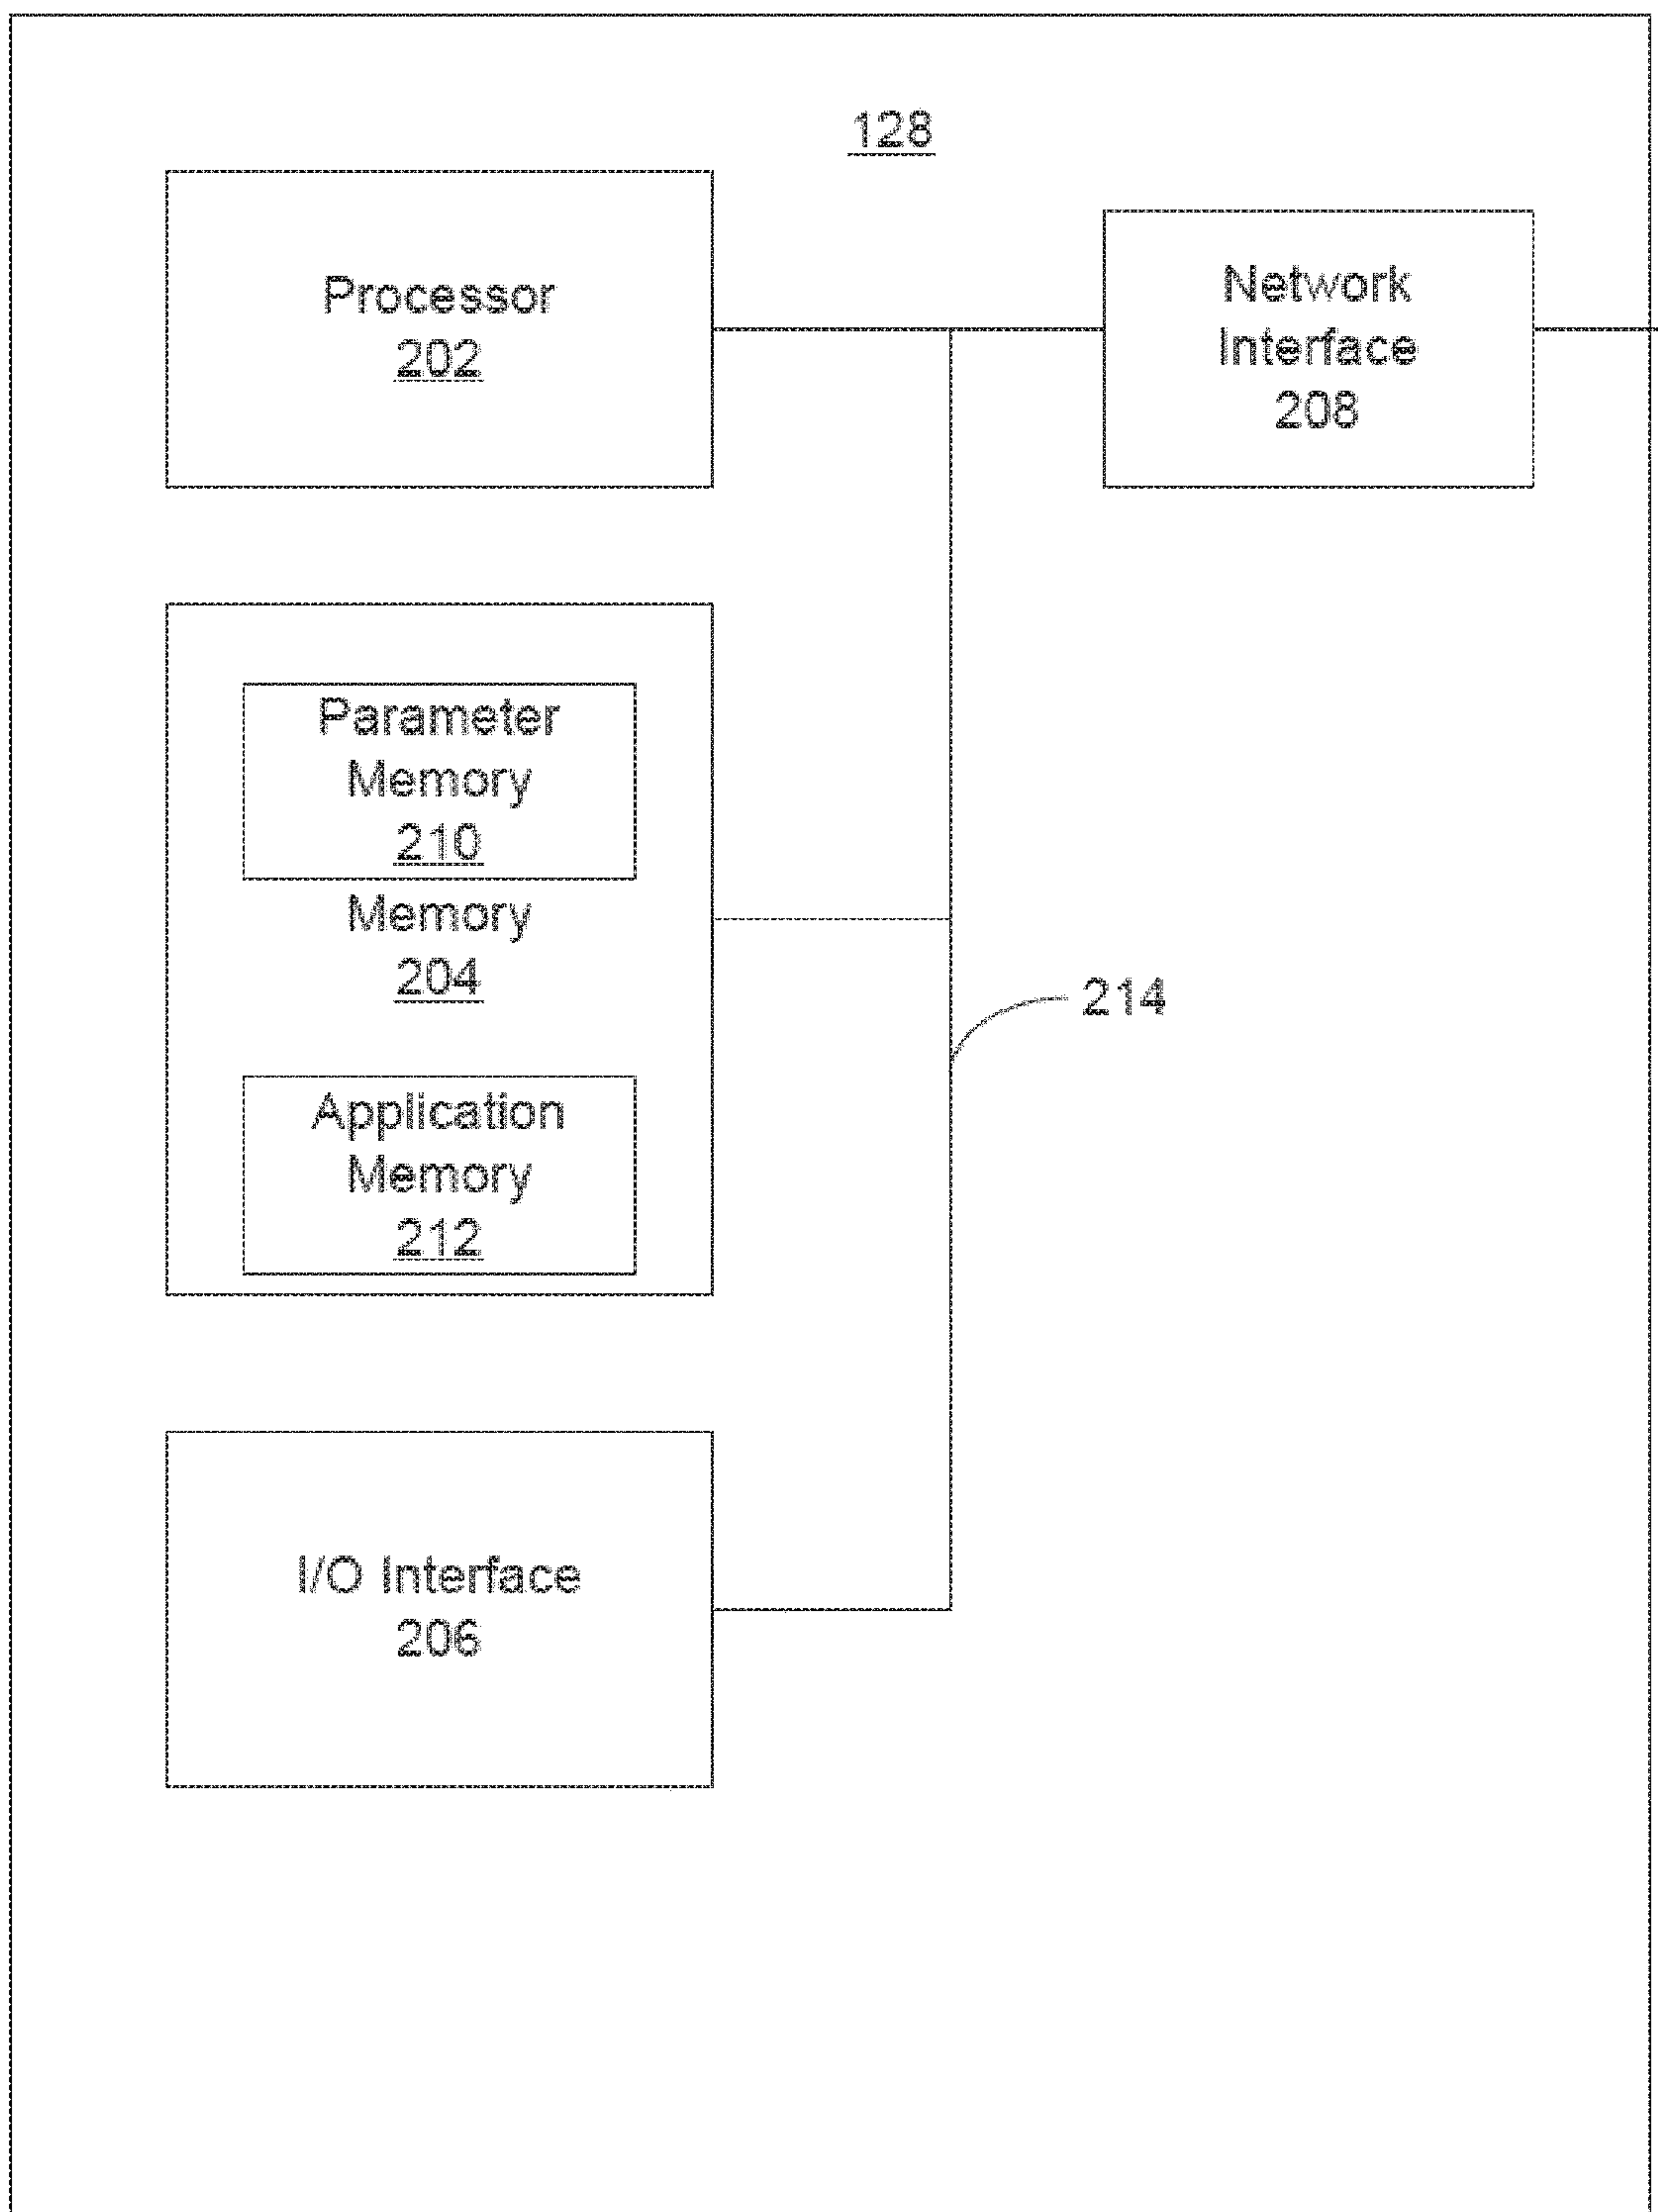 128
Processor
202
Network
Interface
208
Parameter
Memory
210
Memory
204
214
Application
Memory
212
I/O Interface
206